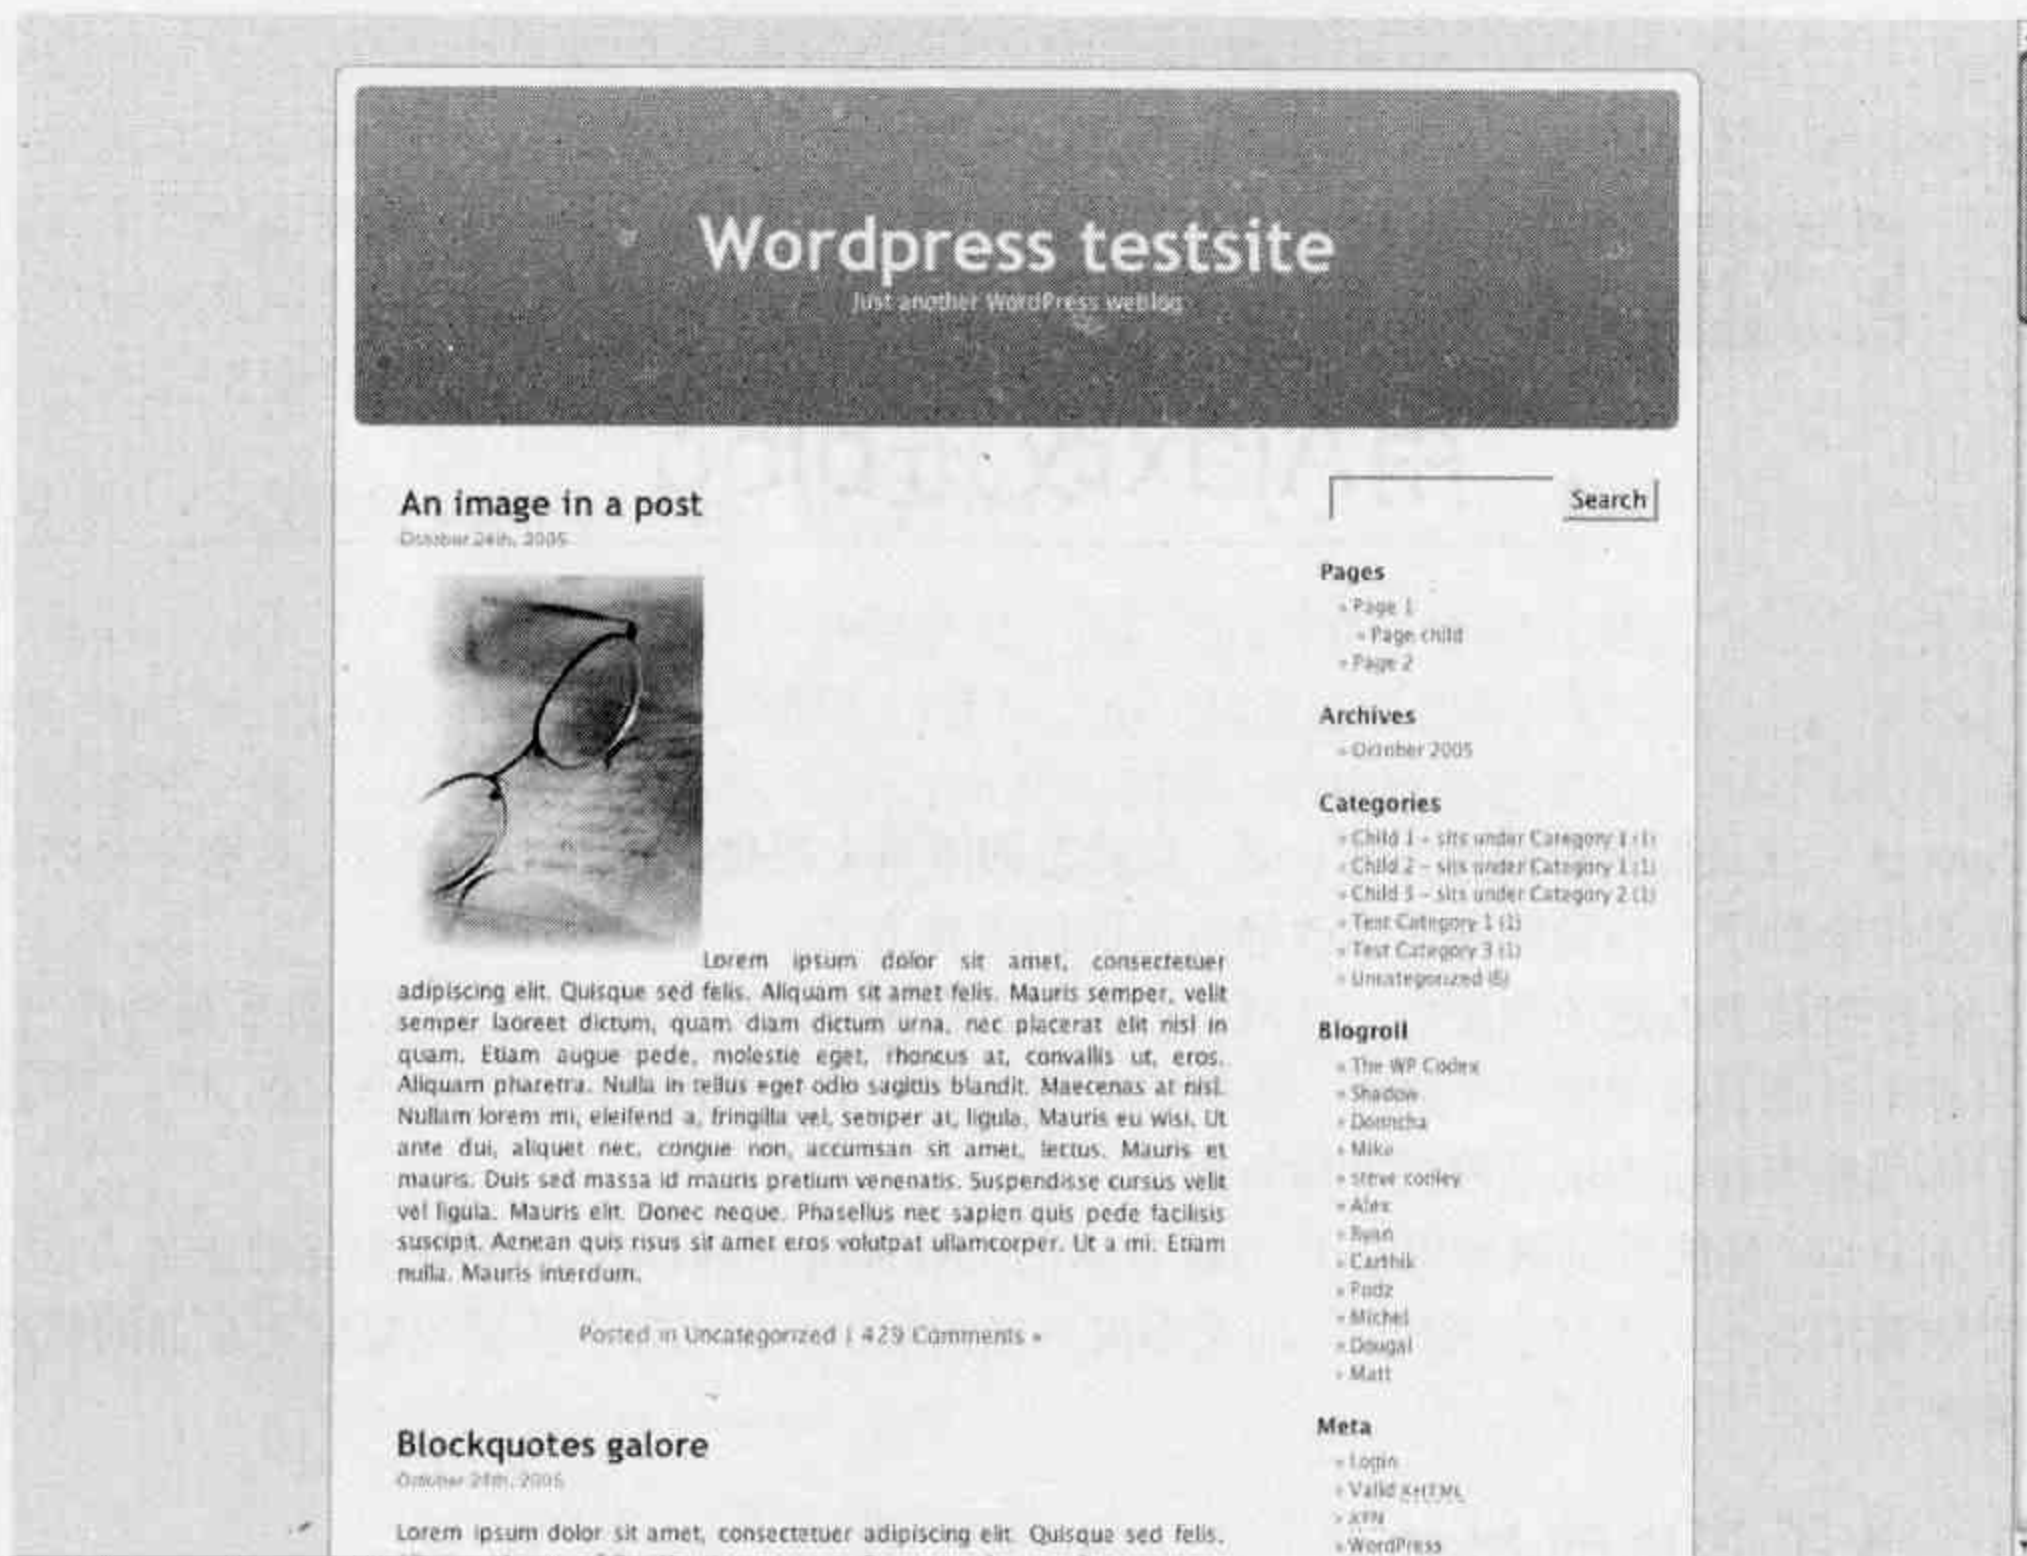 Wordpress testsite
Just another WordPress weblog
An image in a post
October 24th, 2005
Lorem ipsum dolor sit amet, consectetuer
adipiscing elit. Quisque sed felis. Aliquam sit amet felis. Mauris semper, velit
semper laoreet dictum, quam diam dictum urna, nec placerat elit nisl in
quam. Etiam augue pede, molestie eget, rhoncus at, convallis ut, eros.
Aliquam pharetra. Nulla in tellus eget odio sagittis blandit. Maecenas at nisl.
Nullam lorem mi, eleifend a, fringilla vel, semper at, ligula. Mauris eu wisi. Ut
ante dui, aliquet nec, congue non, accumsan sit amet, lectus. Mauris et
mauris. Duis sed massa id mauris pretium venenatis. Suspendisse cursus velit
vel ligula. Mauris elit. Donec neque. Phasellus nec sapien quis pede facilisis
suscipit. Aenean quis risus sit amet eros volutpat ullamcorper. Ut a mi. Etiam
nulla. Mauris interdum.
Posted in Uncategorized | 429 Comments »
Blockquotes galore
October 24th, 2005
Lorem ipsum dolor sit amet, consectetuer adipiscing elit. Quisque sed felis.
Search
Pages
» Page 1
» Page child
» Page 2
Archives
» October 2005
Categories
» Child 1 – sits under Category 1 (1)
» Child 2 – sits under Category 1 (1)
» Child 3 – sits under Category 2 (1)
» Test Category 1 (1)
» Test Category 3 (1)
» Uncategorized (6)
Blogroll
» The WP Codex
» Shadow
» Donncha
» Mike
» steve cooley
» Alex
» Ryan
» Carthik
» Podz
» Michel
» Dougal
» Matt
Meta
» Login
» Valid XHTML
» XFN
» WordPress